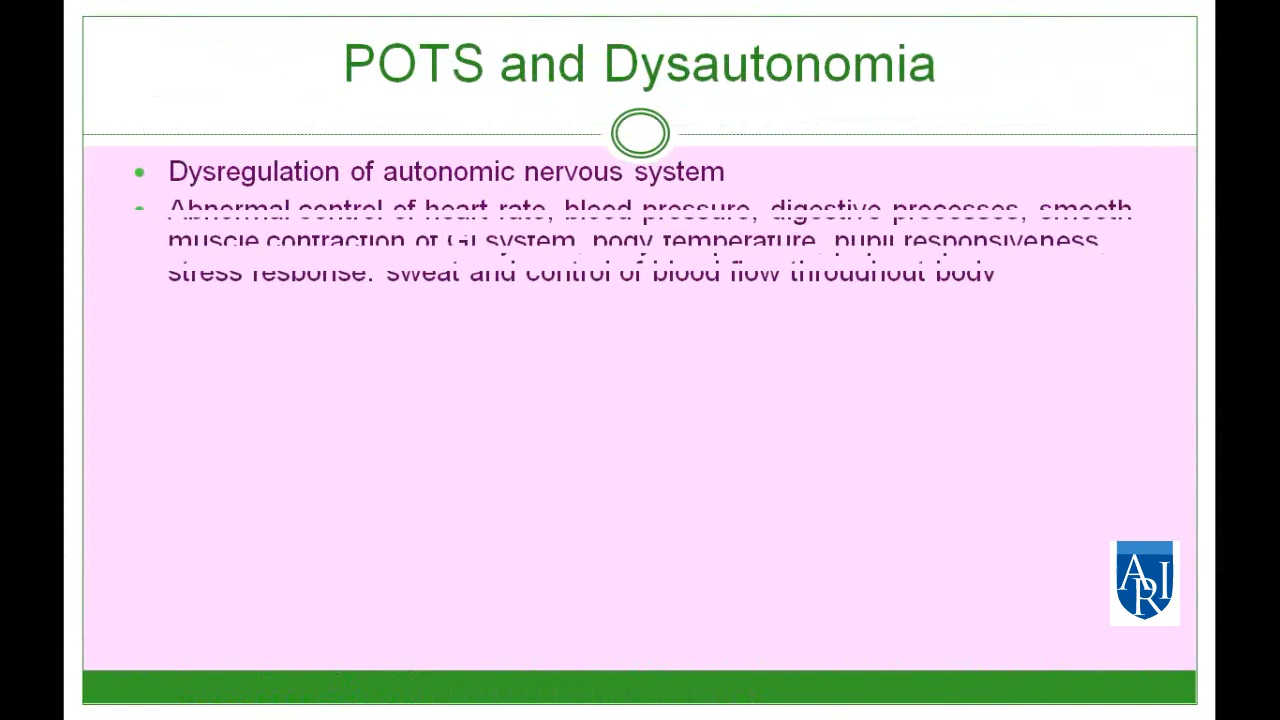 POTS and Dysautonomia
Dysregulation of autonomic nervous system
Abnormal control of heart rate, blood pressure, digestive processes, smooth
muscle contraction of GI system, body temperature, pupil responsiveness,
stress response, sweat and control of blood flow throughout body
ARI